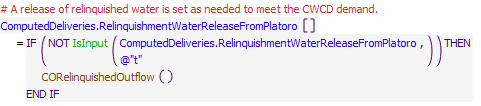 # A release of relinquished water is set as needed to meet the CWCD demand.
ComputedDeliveries.RelinquishmentWaterReleaseFromPlatoro [ ]
= IF ( NOT IsInput ( ComputedDeliveries.RelinquishmentWaterReleaseFromPlatoro , @"t" ) ) THEN
CORelinquishedOutflow ( )
END IF